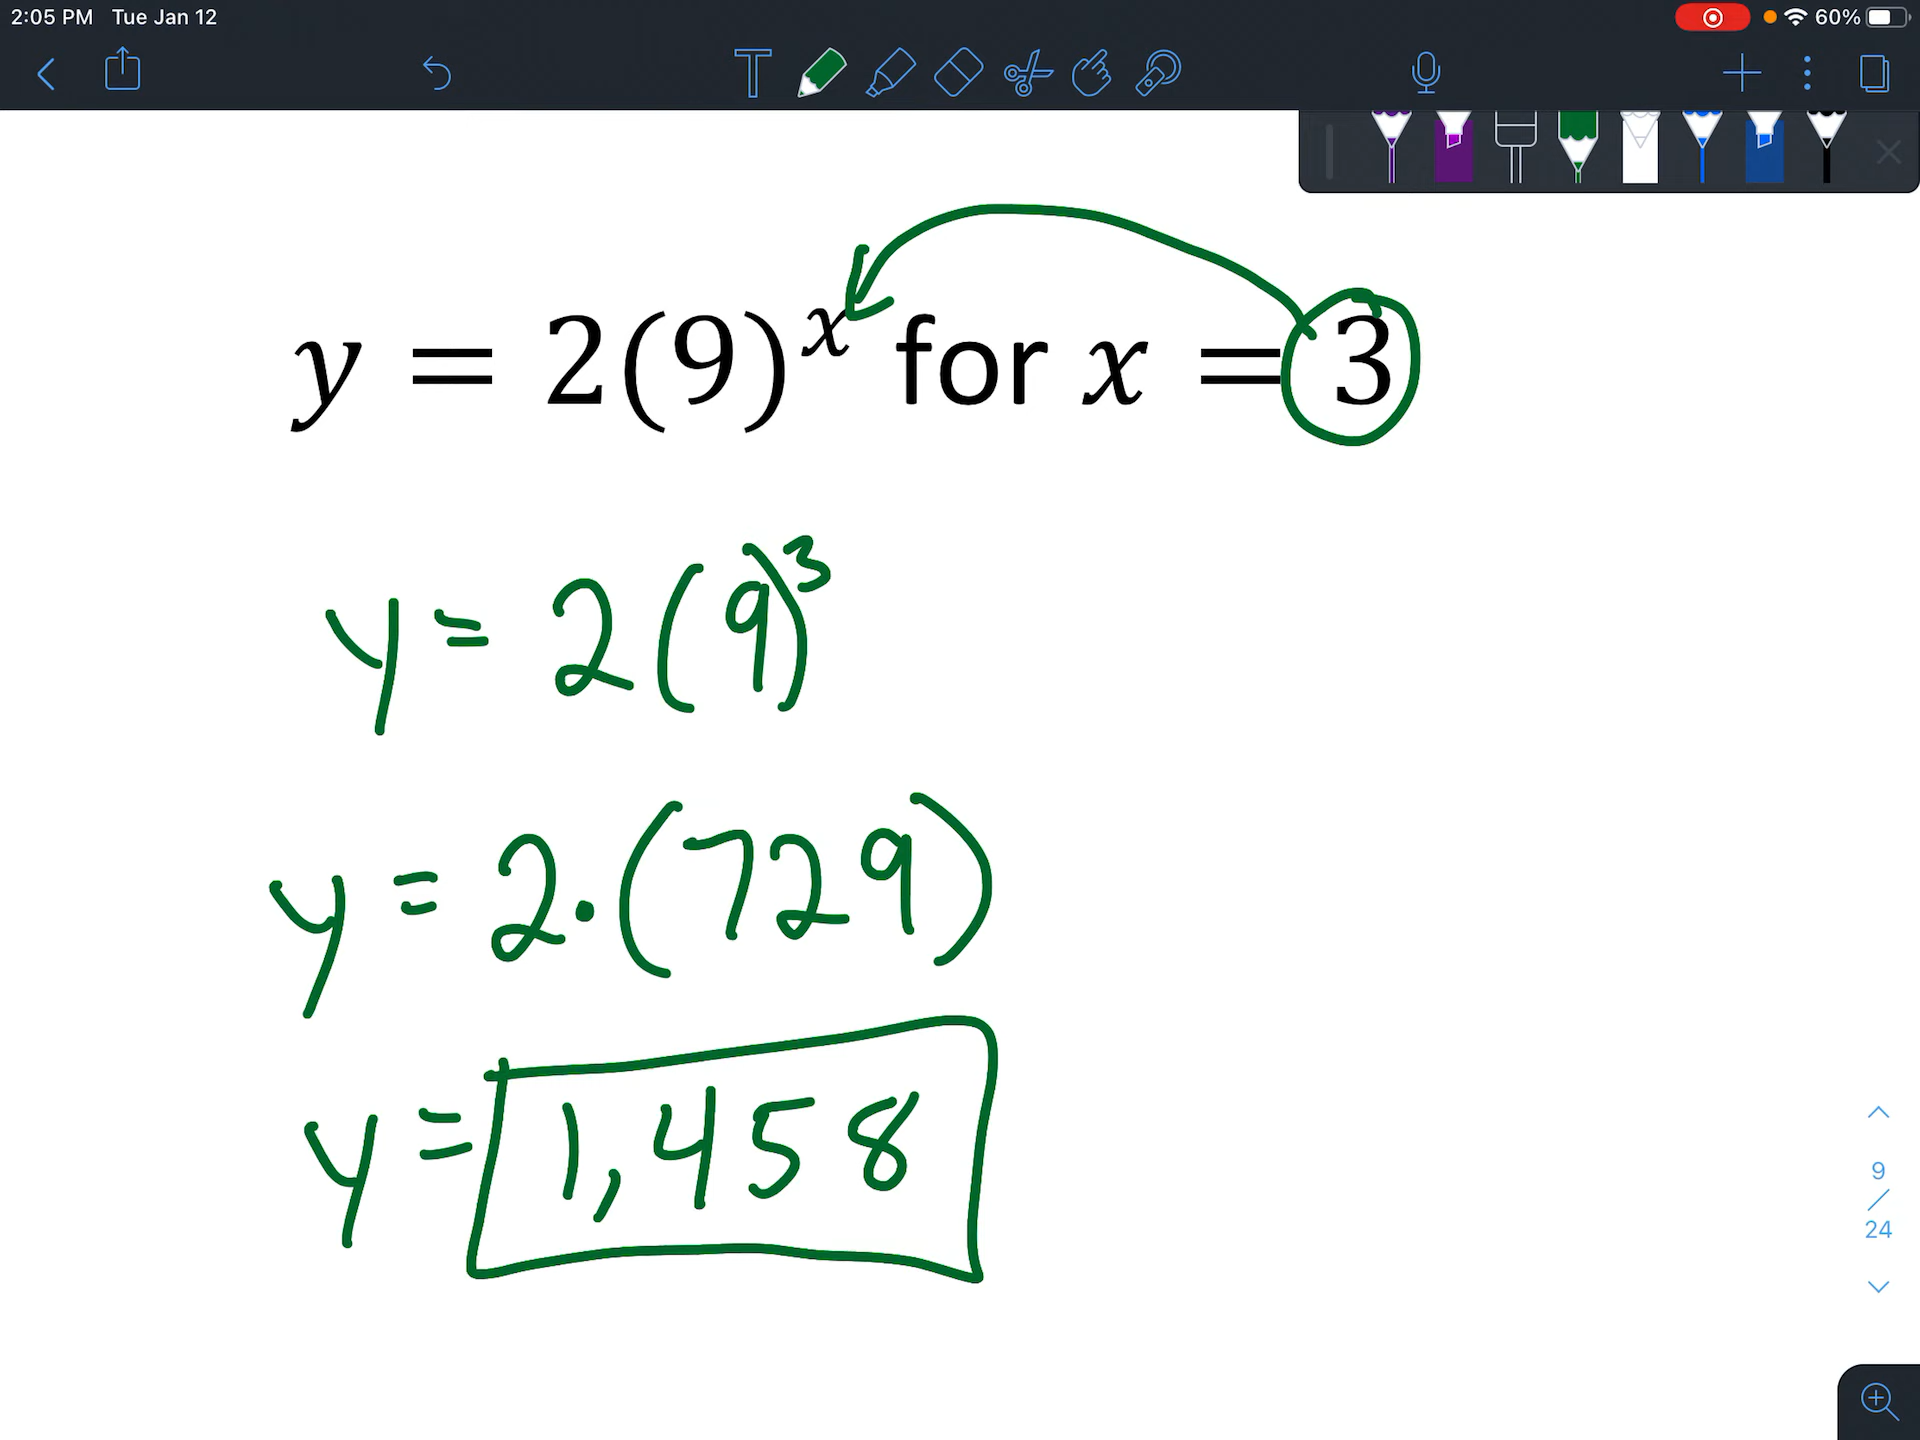 2:05 PM Tue Jan 12
60%
T
y = 2(9)^x for x = 3
y = 2(9)^3
y = 2·(729)
y = 1,458
9
/
24